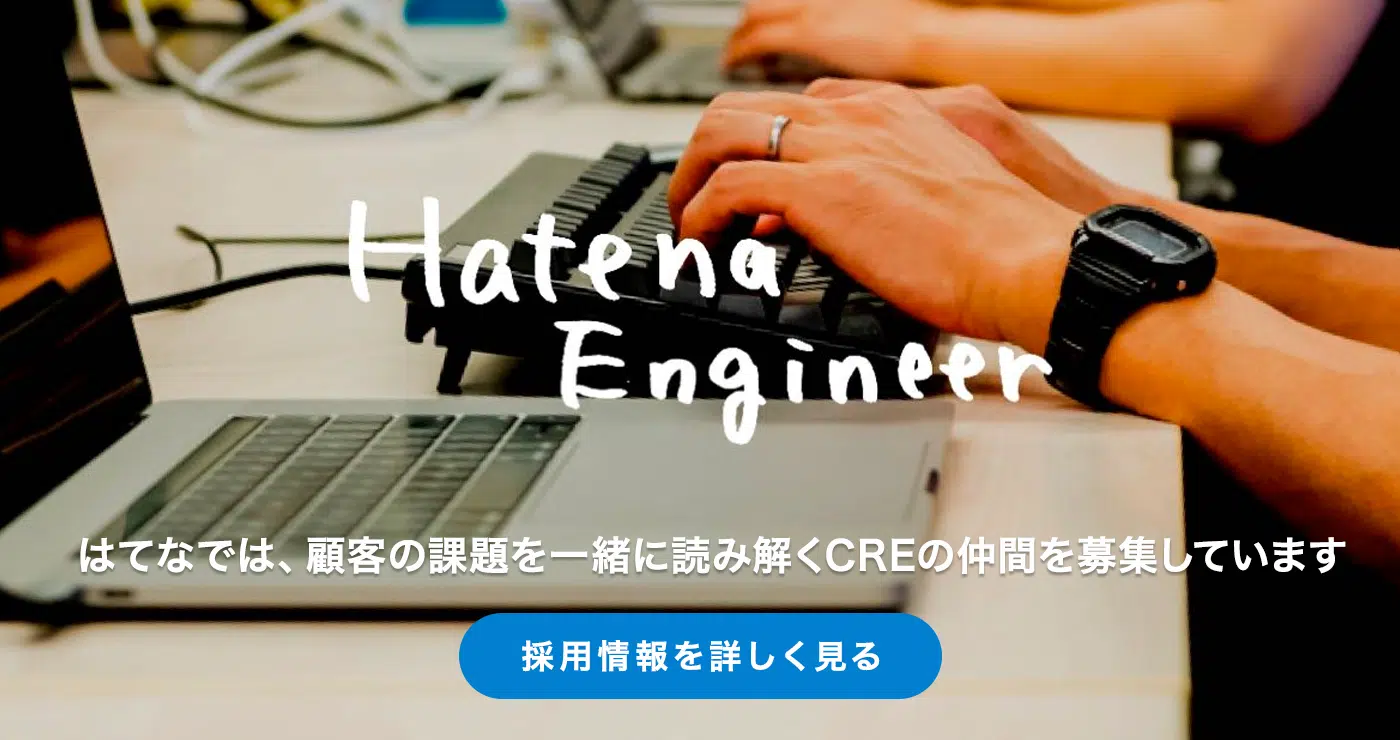 Hatena
Engineer
はてなでは、顧客の課題を一緒に読み解くCREの仲間を募集しています
採用情報を詳しく見る